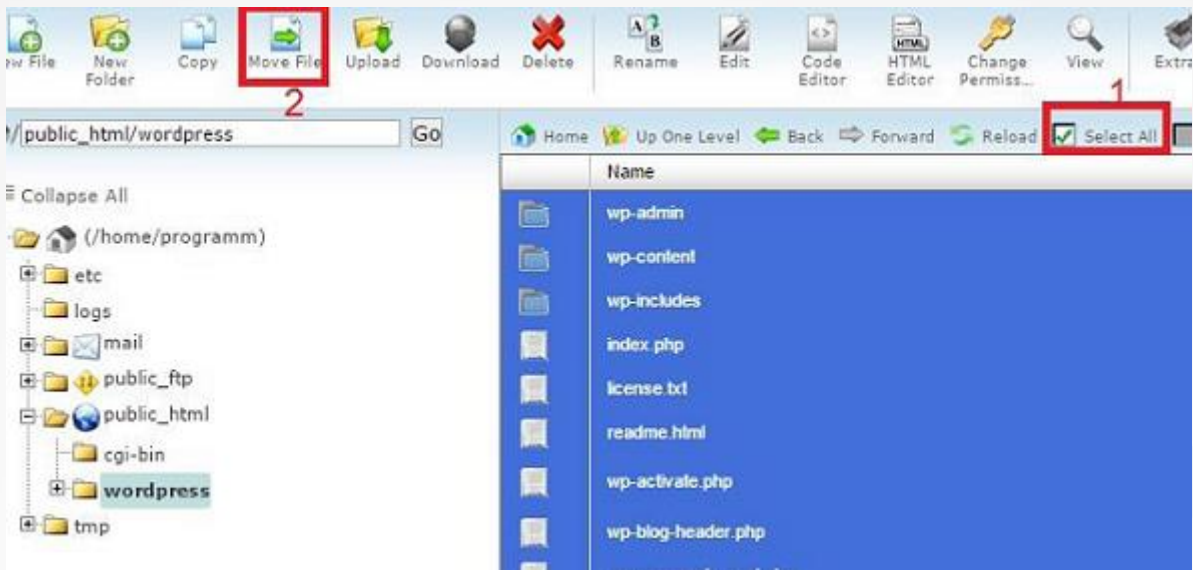 New Folder
Copy
Move File
Upload
Download
Delete
Rename
Edit
Code Editor
HTML Editor
Change Permiss...
View
Extra
2
1
/public_html/wordpress
Go
Home
Up One Level
Back
Forward
Reload
Select All
Name
Collapse All
(/home/programm)
etc
logs
mail
public_ftp
public_html
cgi-bin
wordpress
tmp
wp-admin
wp-content
wp-includes
index.php
license.txt
readme.html
wp-activate.php
wp-blog-header.php